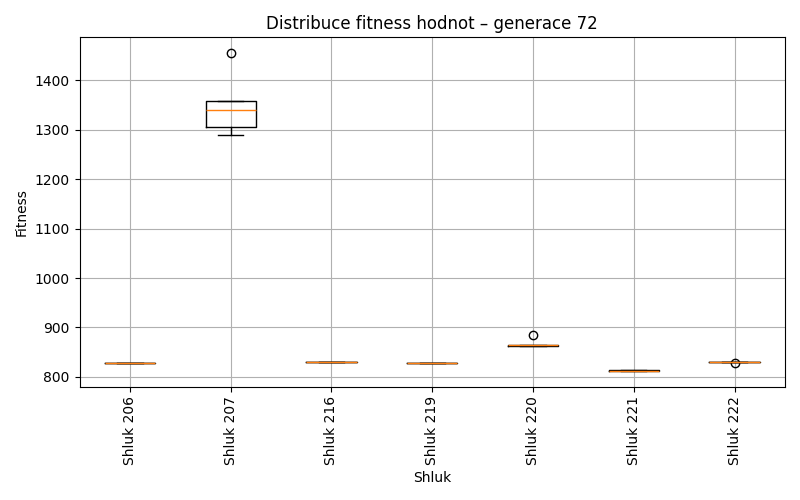 Distribuce fitness hodnot – generace 72
Fitness
1400
1300
1200
1100
1000
900
800
Shluk 206
Shluk 207
Shluk 216
Shluk 219
Shluk 220
Shluk 221
Shluk 222
Shluk